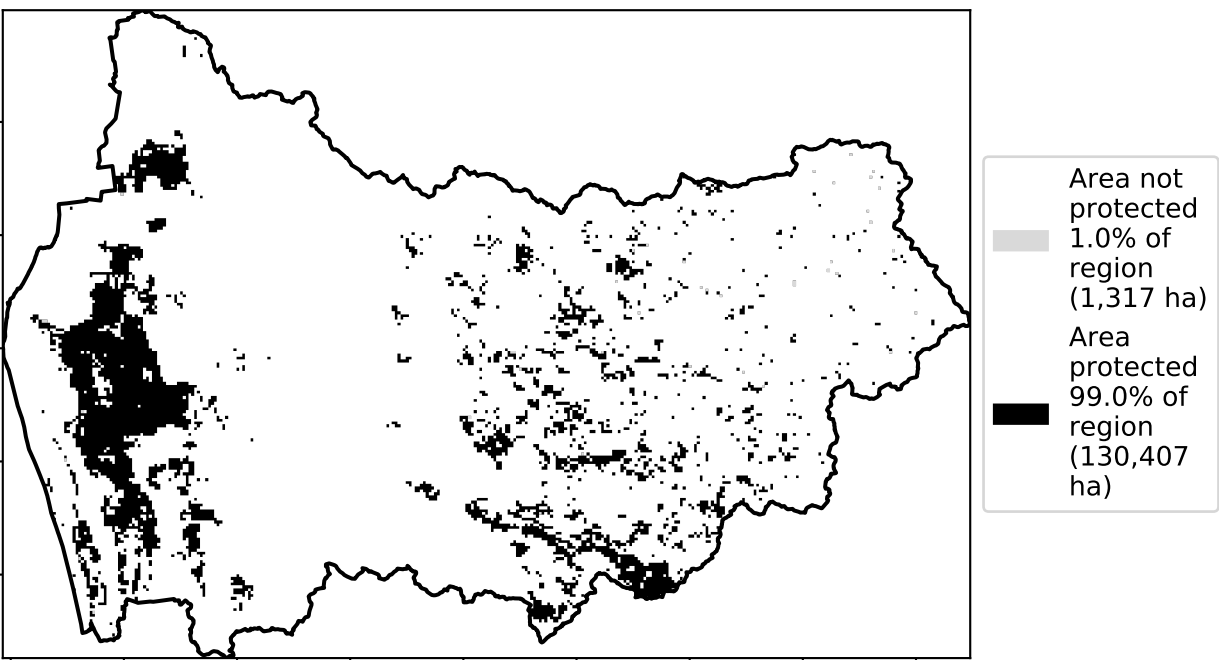 Area not
protected
1.0% of
region
(1,317 ha)
Area
protected
99.0% of
region
(130,407
ha)